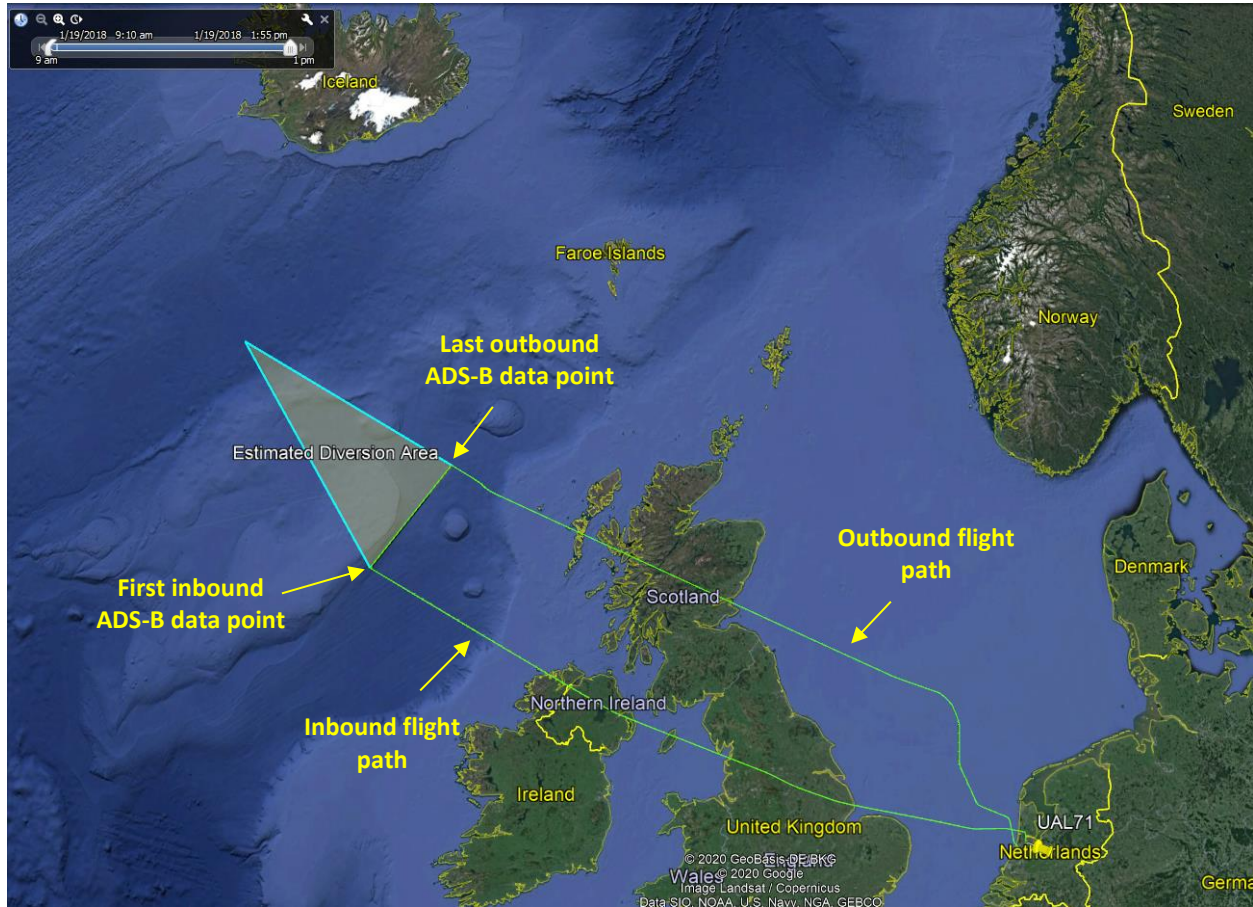 1/19/2018 9:10 am 1/19/2018 1:55 pm
9 am 1 pm
Iceland
Sweden
Faroe Islands
Norway
Last outbound
ADS-B data point
Estimated Diversion Area
Outbound flight
path
Denmark
First inbound
ADS-B data point
Scotland
Northern Ireland
Inbound flight
path
Ireland
United Kingdom
UAL71
Netherlands
© 2020 GeoBasis-DE/BKG
England
© 2020 Google
Wales
Image Landsat / Copernicus
Data SIO, NOAA, U.S. Navy, NGA, GEBCO
Germa